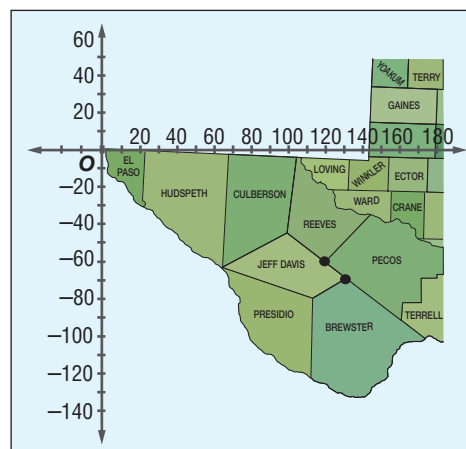 60
YOAKUM
TERRY
40
GAINES
20
O
20 40 60 80 100 120 140 160 180
EL
PASO
LOVING
WINKLER
ECTOR
−20
HUDSPETH
CULBERSON
WARD
CRANE
−40
REEVES
−60
JEFF DAVIS
PECOS
−80
PRESIDIO
TERRELL
BREWSTER
−100
−120
−140